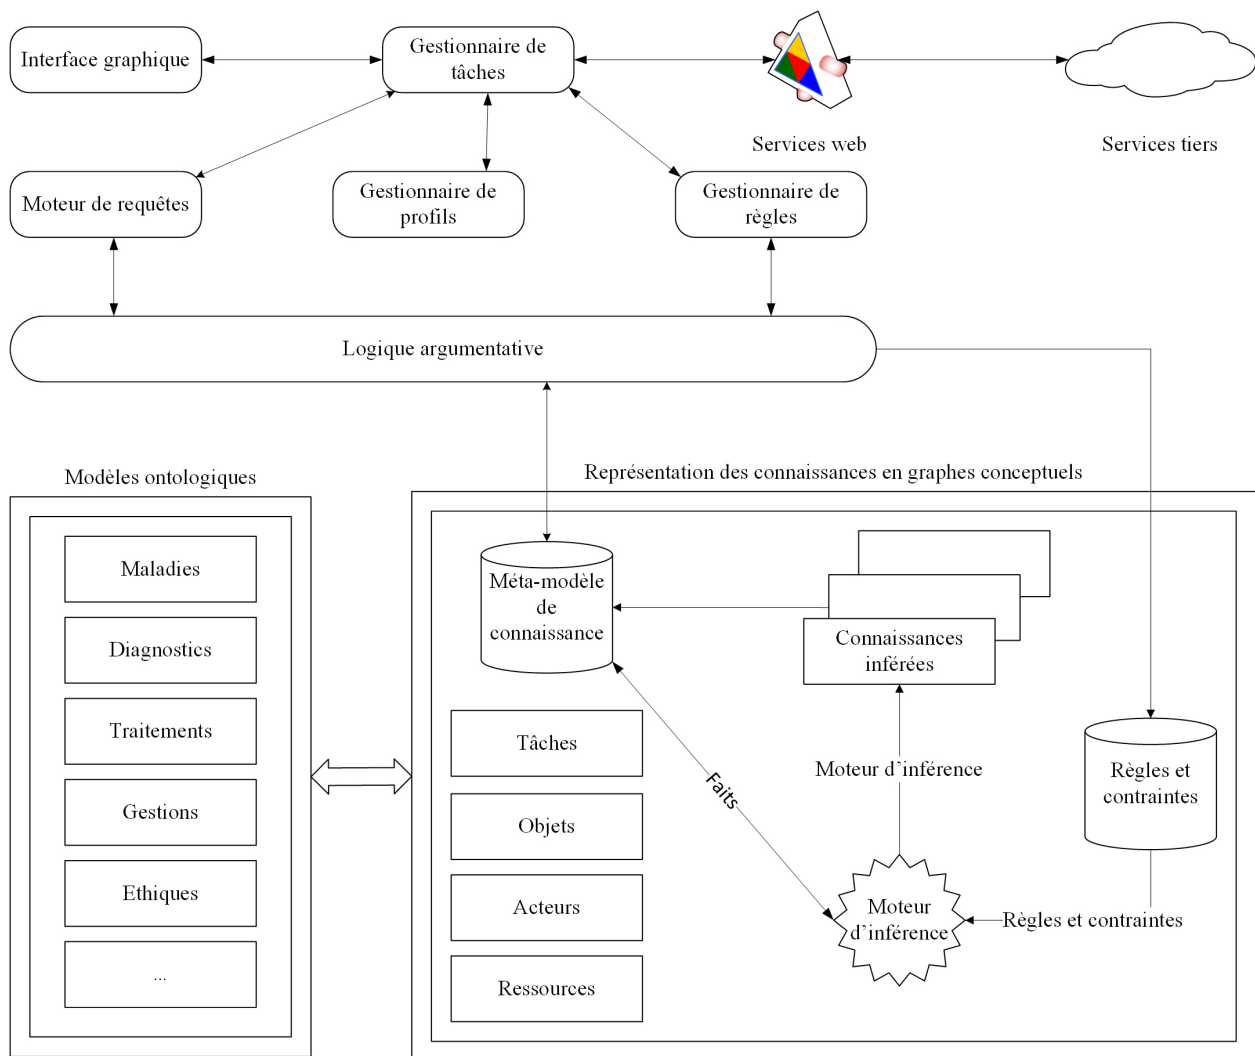 Interface graphique
Gestionnaire de
tâches
Services web
Services tiers
Moteur de requêtes
Gestionnaire de
profils
Gestionnaire de
règles
Logique argumentative
Modèles ontologiques
Maladies
Diagnostics
Traitements
Gestions
Ethiques
...
Représentation des connaissances en graphes conceptuels
Méta-modèle
de
connaissance
Connaissances
inférées
Tâches
Objets
Acteurs
Ressources
Faits
Moteur d’inférence
Moteur
d’inférence
Règles et
contraintes
Règles et contraintes